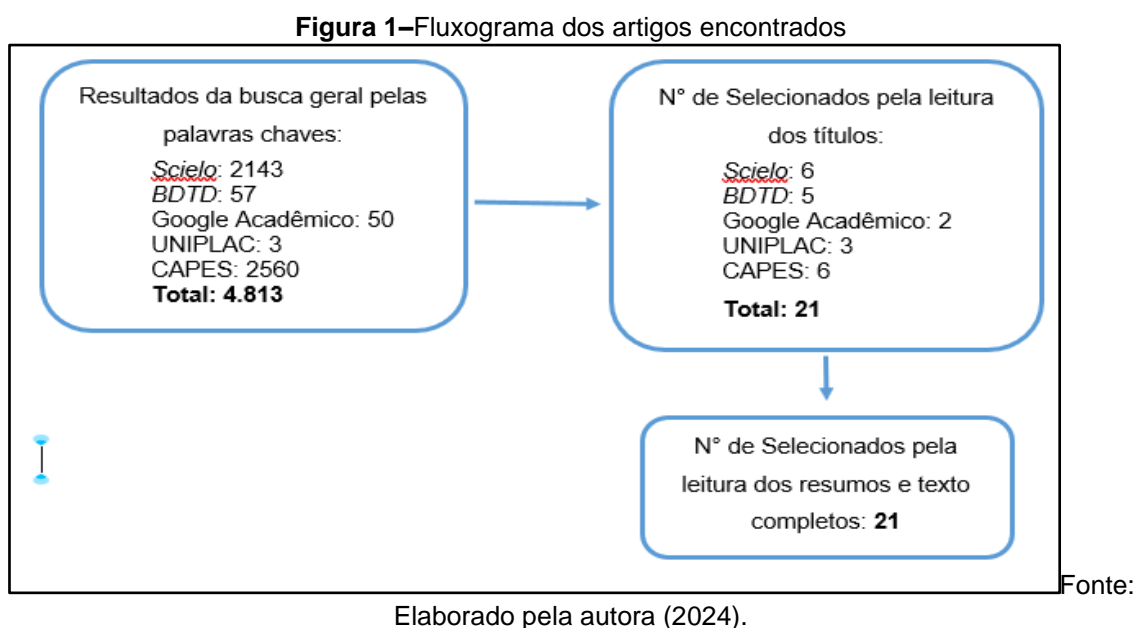 Figura 1–Fluxograma dos artigos encontrados
Resultados da busca geral pelas
palavras chaves:
Scielo: 2143
BDTD: 57
Google Acadêmico: 50
UNIPLAC: 3
CAPES: 2560
Total: 4.813
N° de Selecionados pela leitura
dos títulos:
Scielo: 6
BDTD: 5
Google Acadêmico: 2
UNIPLAC: 3
CAPES: 6
Total: 21
N° de Selecionados pela
leitura dos resumos e texto
completos: 21
Fonte:
Elaborado pela autora (2024).